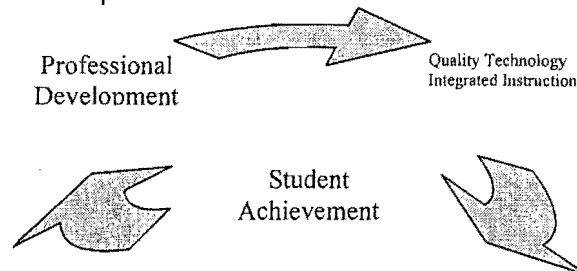 Professional
Development
Quality Technology
Integrated Instruction
Student
Achievement